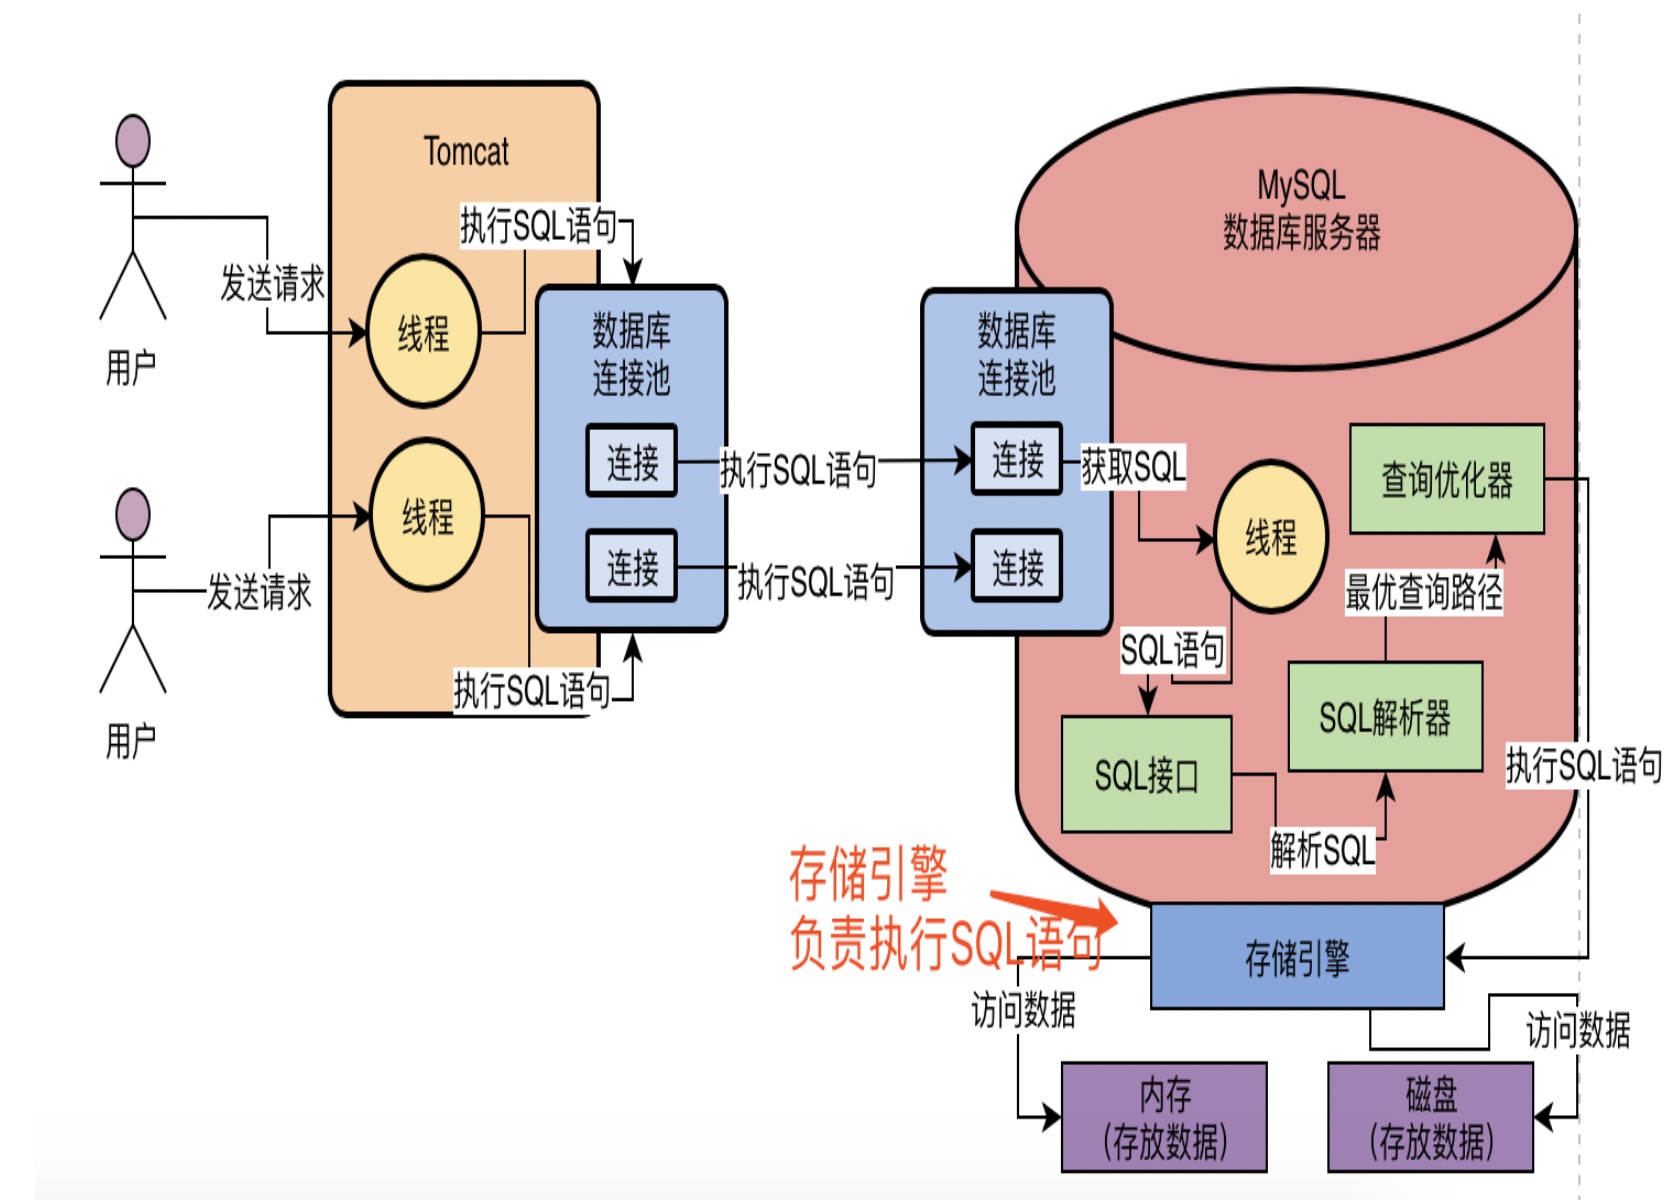 Tomcat
执行SQL语句
发送请求
线程
用户
数据库
连接池
连接
连接
线程
发送请求
执行SQL语句
用户
执行SQL语句
执行SQL语句
MySQL
数据库服务器
数据库
连接池
连接
连接
获取SQL
线程
查询优化器
最优查询路径
SQL语句
SQL解析器
SQL接口
解析SQL
执行SQL语句
存储引擎
负责执行SQL语句
存储引擎
访问数据
访问数据
内存
(存放数据)
磁盘
(存放数据)